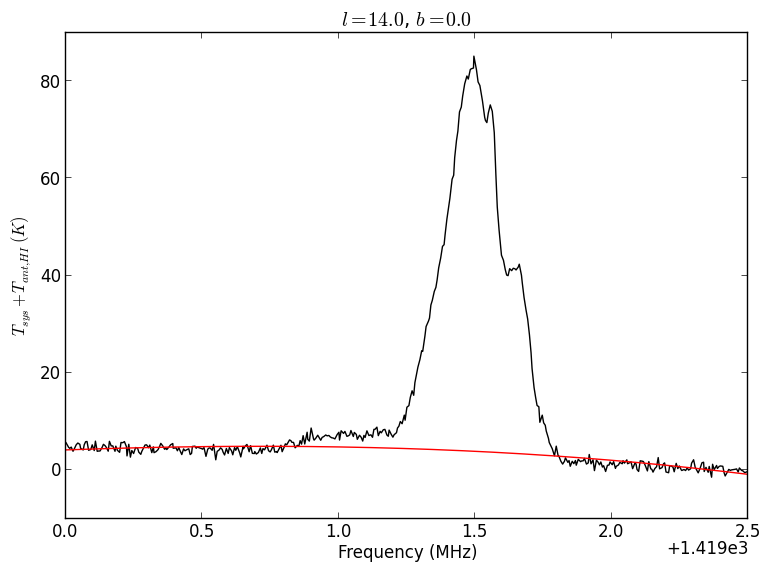 l = 14.0, b = 0.0
80
60
40
20
0
T_sys + T_ant,HI (K)
0.0 0.5 1.0 1.5 2.0 2.5
Frequency (MHz) +1.419e3